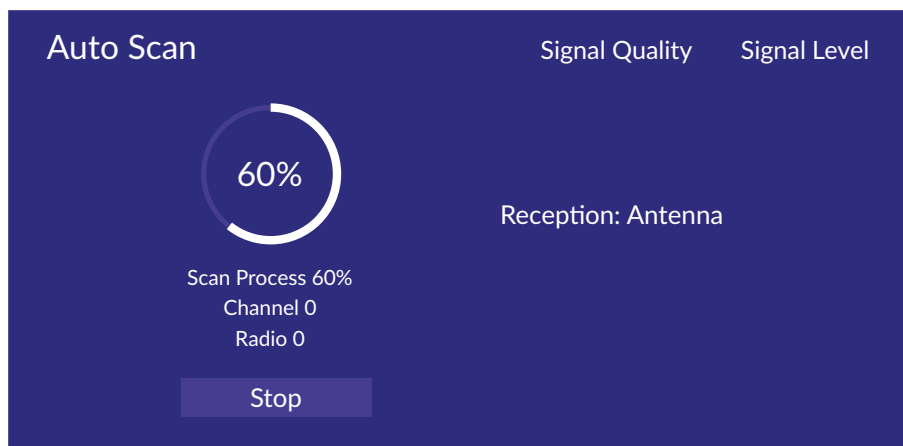 Auto Scan
Signal Quality Signal Level
60%
Reception: Antenna
Scan Process 60%
Channel 0
Radio 0
Stop